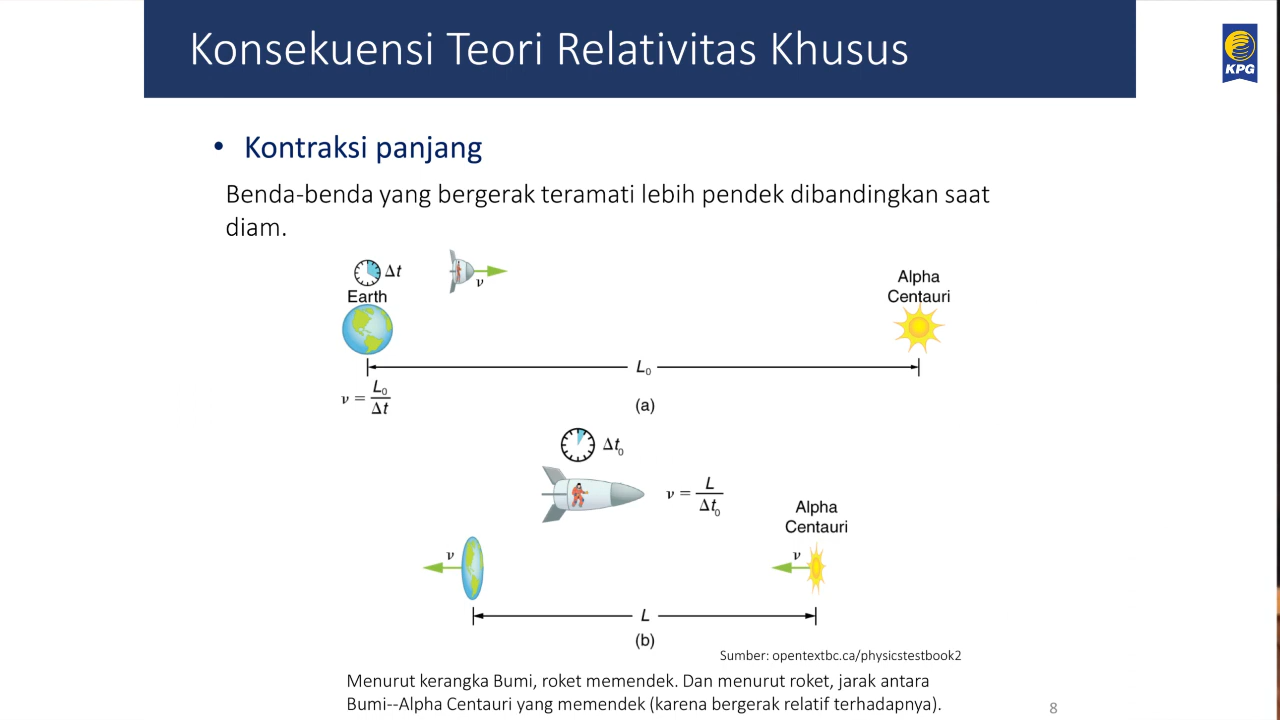 Konsekuensi Teori Relativitas Khusus
KPG
• Kontraksi panjang
Benda-benda yang bergerak teramati lebih pendek dibandingkan saat
diam.
Δt
Earth
ν
Alpha
Centauri
L₀
ν = L₀/Δt
(a)
Δt₀
ν = L/Δt₀
Alpha
Centauri
ν
ν
L
(b)
Sumber: opentextbc.ca/physicstestbook2
Menurut kerangka Bumi, roket memendek. Dan menurut roket, jarak antara
Bumi--Alpha Centauri yang memendek (karena bergerak relatif terhadapnya).
8